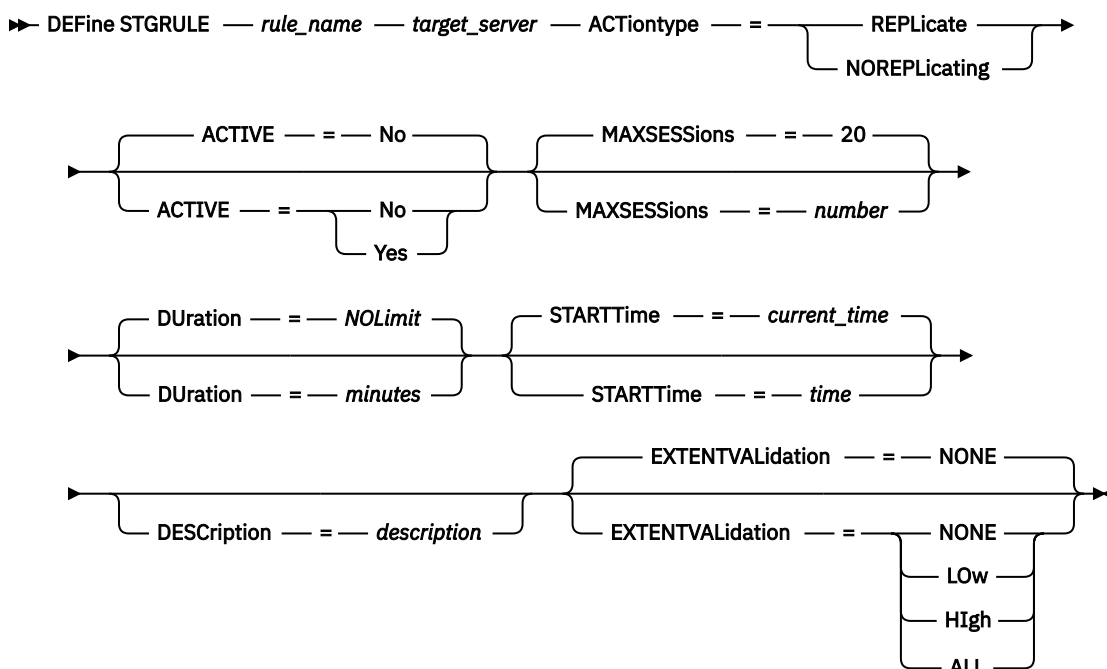 DEFine STGRULE rule_name target_server ACTiontype = REPLicate
NOREPLicating
ACTIVE = No MAXSESSions = 20
ACTIVE = No MAXSESSions = number
Yes
DUration = NOLimit STARTTime = current_time
DUration = minutes STARTTime = time
EXTENTVALidation = NONE
DESCription = description EXTENTVALidation = NONE
LOw
HIgh
ALL